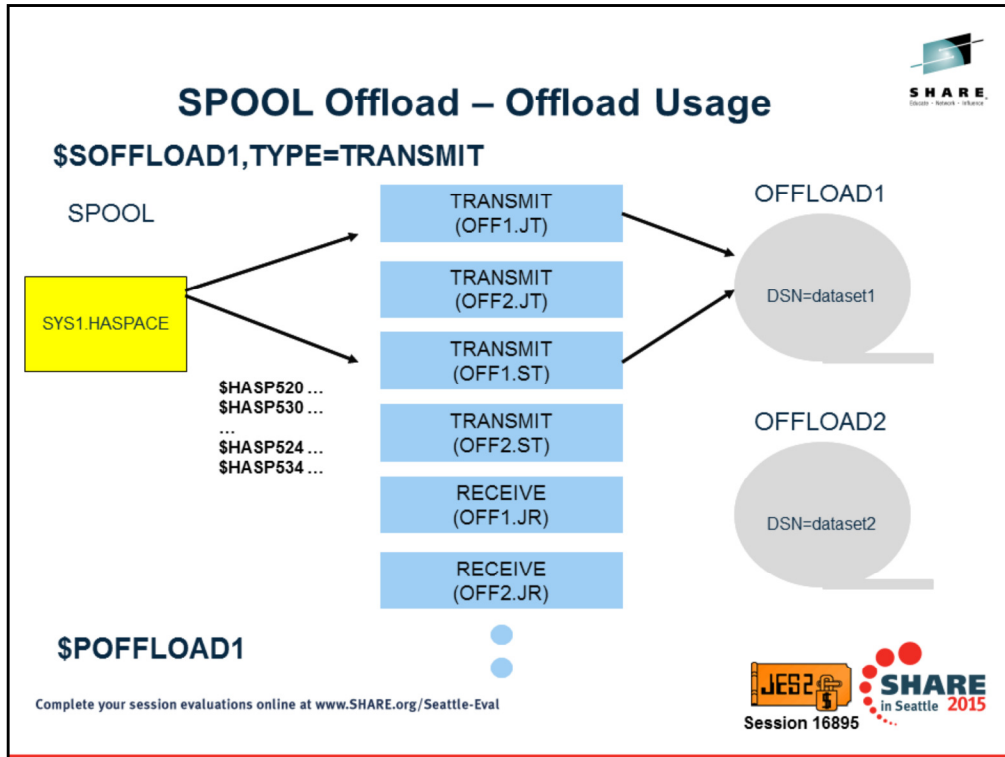 SHARE
Educate · Network · Influence
SPOOL Offload – Offload Usage
$SOFFLOAD1,TYPE=TRANSMIT
SPOOL
SYS1.HASPACE
$HASP520 ...
$HASP530 ...
...
$HASP524 ...
$HASP534 ...
TRANSMIT
(OFF1.JT)
TRANSMIT
(OFF2.JT)
TRANSMIT
(OFF1.ST)
TRANSMIT
(OFF2.ST)
RECEIVE
(OFF1.JR)
RECEIVE
(OFF2.JR)
OFFLOAD1
DSN=dataset1
OFFLOAD2
DSN=dataset2
$POFFLOAD1
Complete your session evaluations online at www.SHARE.org/Seattle-Eval
JES2
$
Session 16895
SHARE
in Seattle 2015